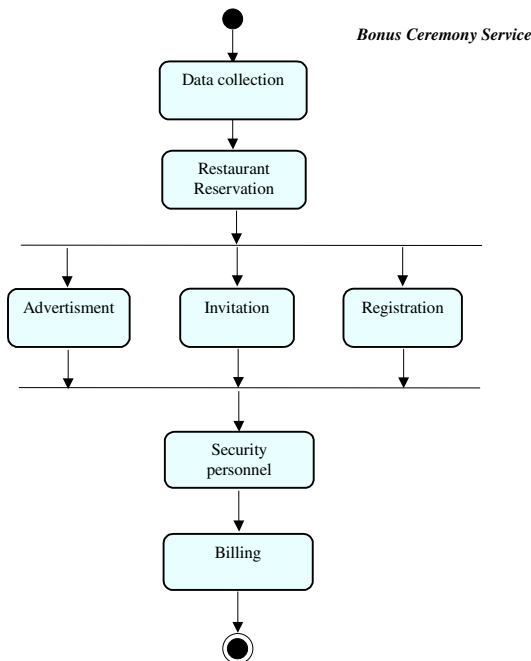 Bonus Ceremony Service
Data collection
Restaurant
Reservation
Advertisment
Invitation
Registration
Security
personnel
Billing